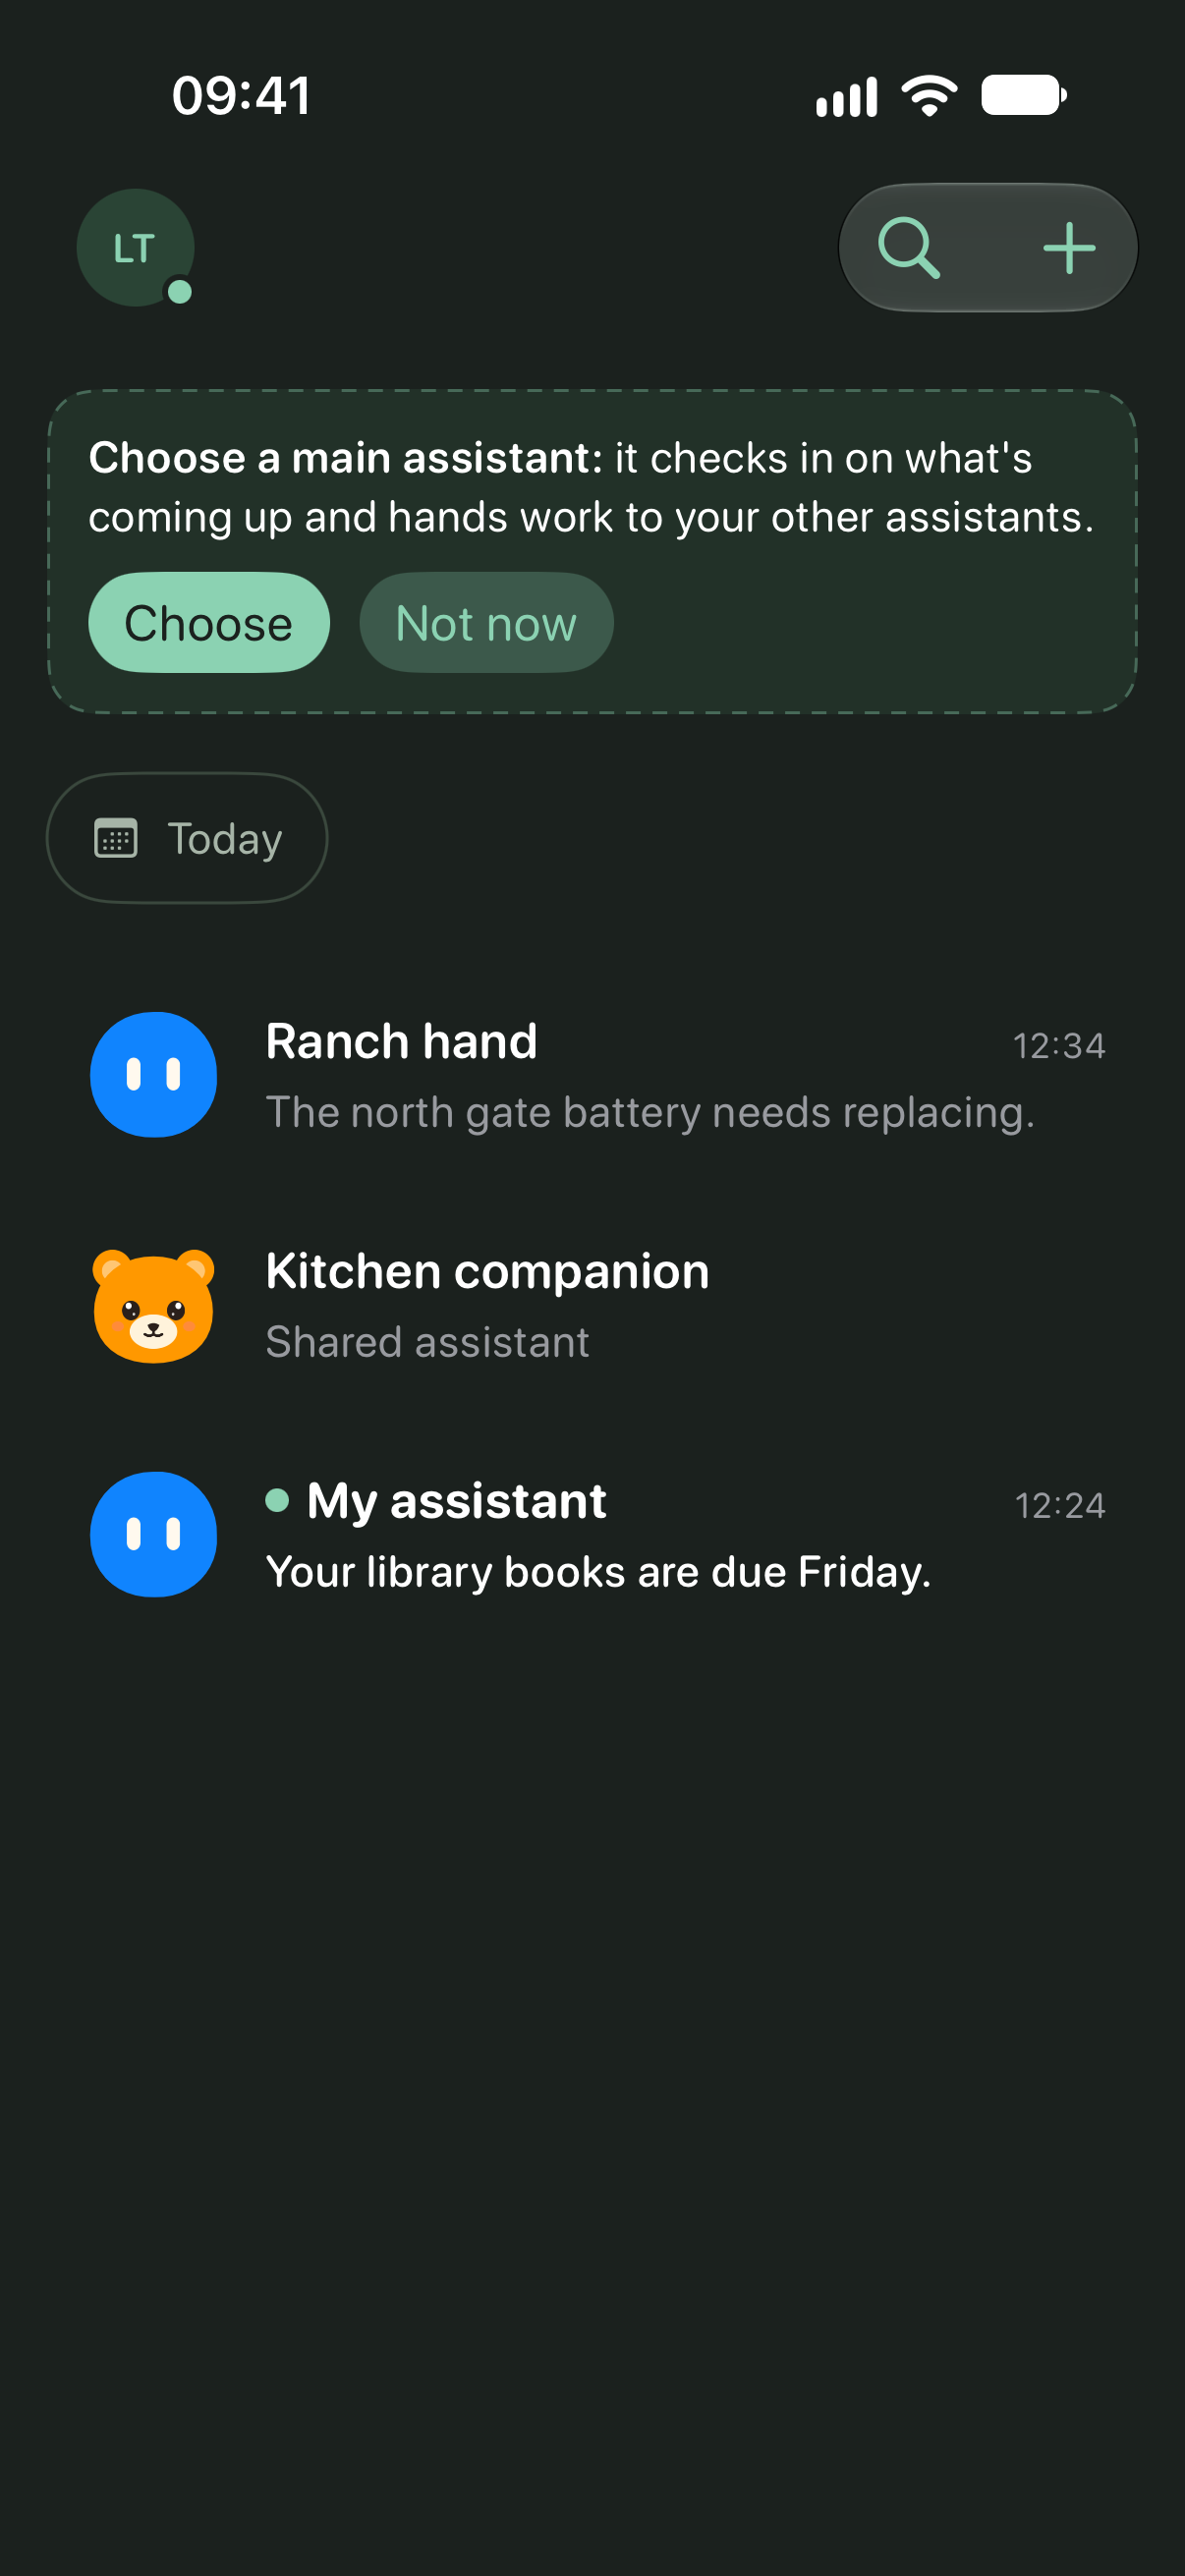 09:41
LT
Choose a main assistant: it checks in on what's
coming up and hands work to your other assistants.
Choose
Not now
Today
Ranch hand
12:34
The north gate battery needs replacing.
Kitchen companion
Shared assistant
My assistant
12:24
Your library books are due Friday.